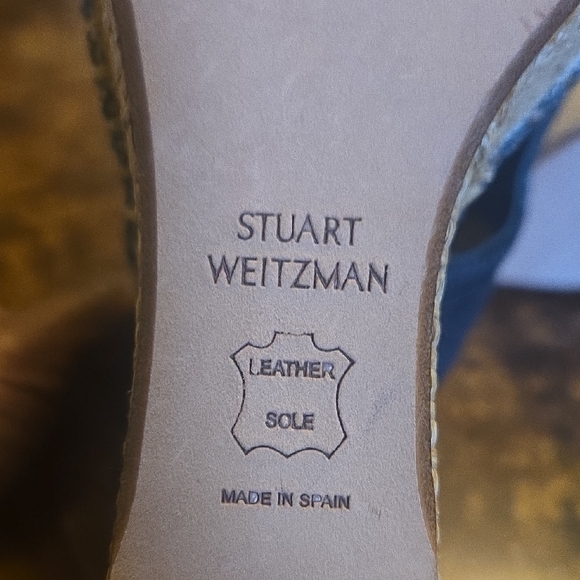 STUART
WEITZMAN
LEATHER
SOLE
MADE IN SPAIN